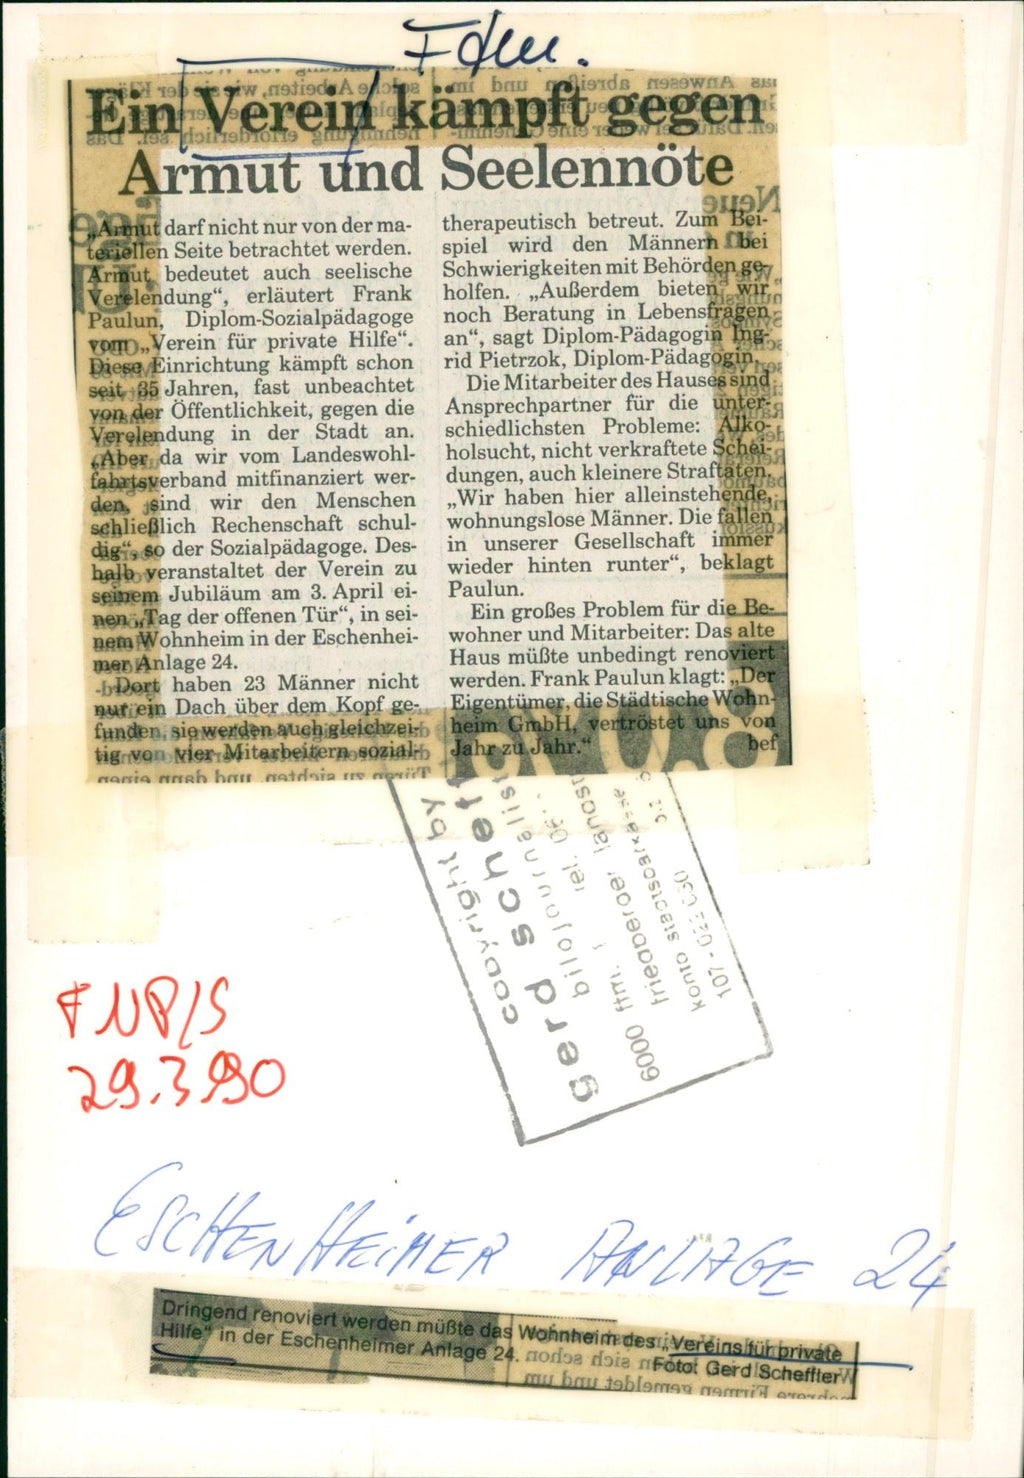 Ffm.
Ein Verein kämpft gegen
Armut und Seelennöte
„Armut darf nicht nur von der ma-
teriellen Seite betrachtet werden.
Armut bedeutet auch seelische
Verelendung“, erläutert Frank
Paulun, Diplom-Sozialpädagoge
vom „Verein für private Hilfe“.
Diese Einrichtung kämpft schon
seit 35 Jahren, fast unbeachtet
von der Öffentlichkeit, gegen die
Verelendung in der Stadt an.
„Aber da wir vom Landeswohl-
fahrtsverband mitfinanziert wer-
den, sind wir den Menschen
schließlich Rechenschaft schul-
dig“, so der Sozialpädagoge. Des-
halb veranstaltet der Verein zu
seinem Jubiläum am 3. April ei-
nen „Tag der offenen Tür“, in sei-
nem Wohnheim in der Eschenhei-
mer Anlage 24.
Dort haben 23 Männer nicht
nur ein Dach über dem Kopf ge-
funden, sie werden auch gleichzei-
tig von vier Mitarbeitern sozial-
therapeutisch betreut. Zum Bei-
spiel wird den Männern bei
Schwierigkeiten mit Behörden ge-
holfen. „Außerdem bieten wir
noch Beratung in Lebensfragen
an“, sagt Diplom-Pädagogin Ing-
rid Pietrzok, Diplom-Pädagogin.
Die Mitarbeiter des Hauses sind
Ansprechpartner für die unter-
schiedlichsten Probleme: Alko-
holsucht, nicht verkraftete Schei-
dungen, auch kleinere Straftaten.
„Wir haben hier alleinstehende,
wohnungslose Männer. Die fallen
in unserer Gesellschaft immer
wieder hinten runter“, beklagt
Paulun.
Ein großes Problem für die Be-
wohner und Mitarbeiter: Das alte
Haus müßte unbedingt renoviert
werden. Frank Paulun klagt: „Der
Eigentümer, die Städtische Wohn-
heim GmbH, vertröstet uns von
Jahr zu Jahr.“
bef
copyright by
gerd scheff
bildjournalist
tel. 06
6000 ffm.
friedberger landstr
konto stadtsparkasse
107-
FNP/S
29.3.90
ESCHENHEIMER ANLAGE 24
Dringend renoviert werden müßte das Wohnheim des „Vereins für private
Hilfe“ in der Eschenheimer Anlage 24.
Foto: Gerd Scheffler